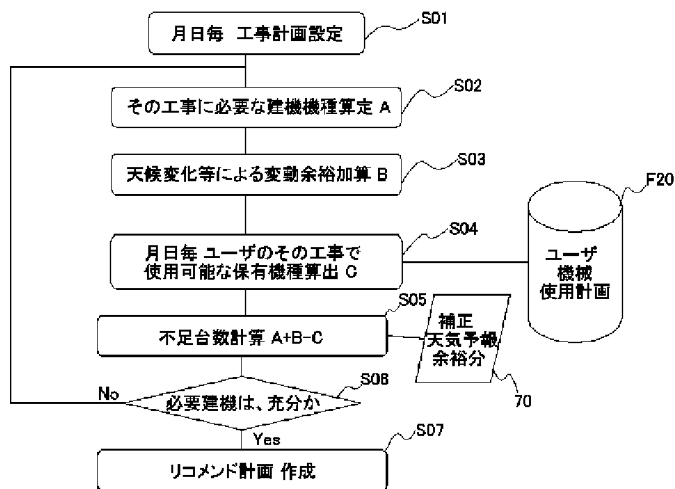 月日毎 工事計画設定
S01
その工事に必要な建機機種算定 A
S02
天候変化等による変動余裕加算 B
S03
月日毎 ユーザのその工事で
使用可能な保有機種算出 C
S04
ユーザ
機械
使用計画
F20
不足台数計算 A+B-C
S05
補正
天気予報
余裕分
70
必要建機は、充分か
S06
No
Yes
リコメンド計画 作成
S07